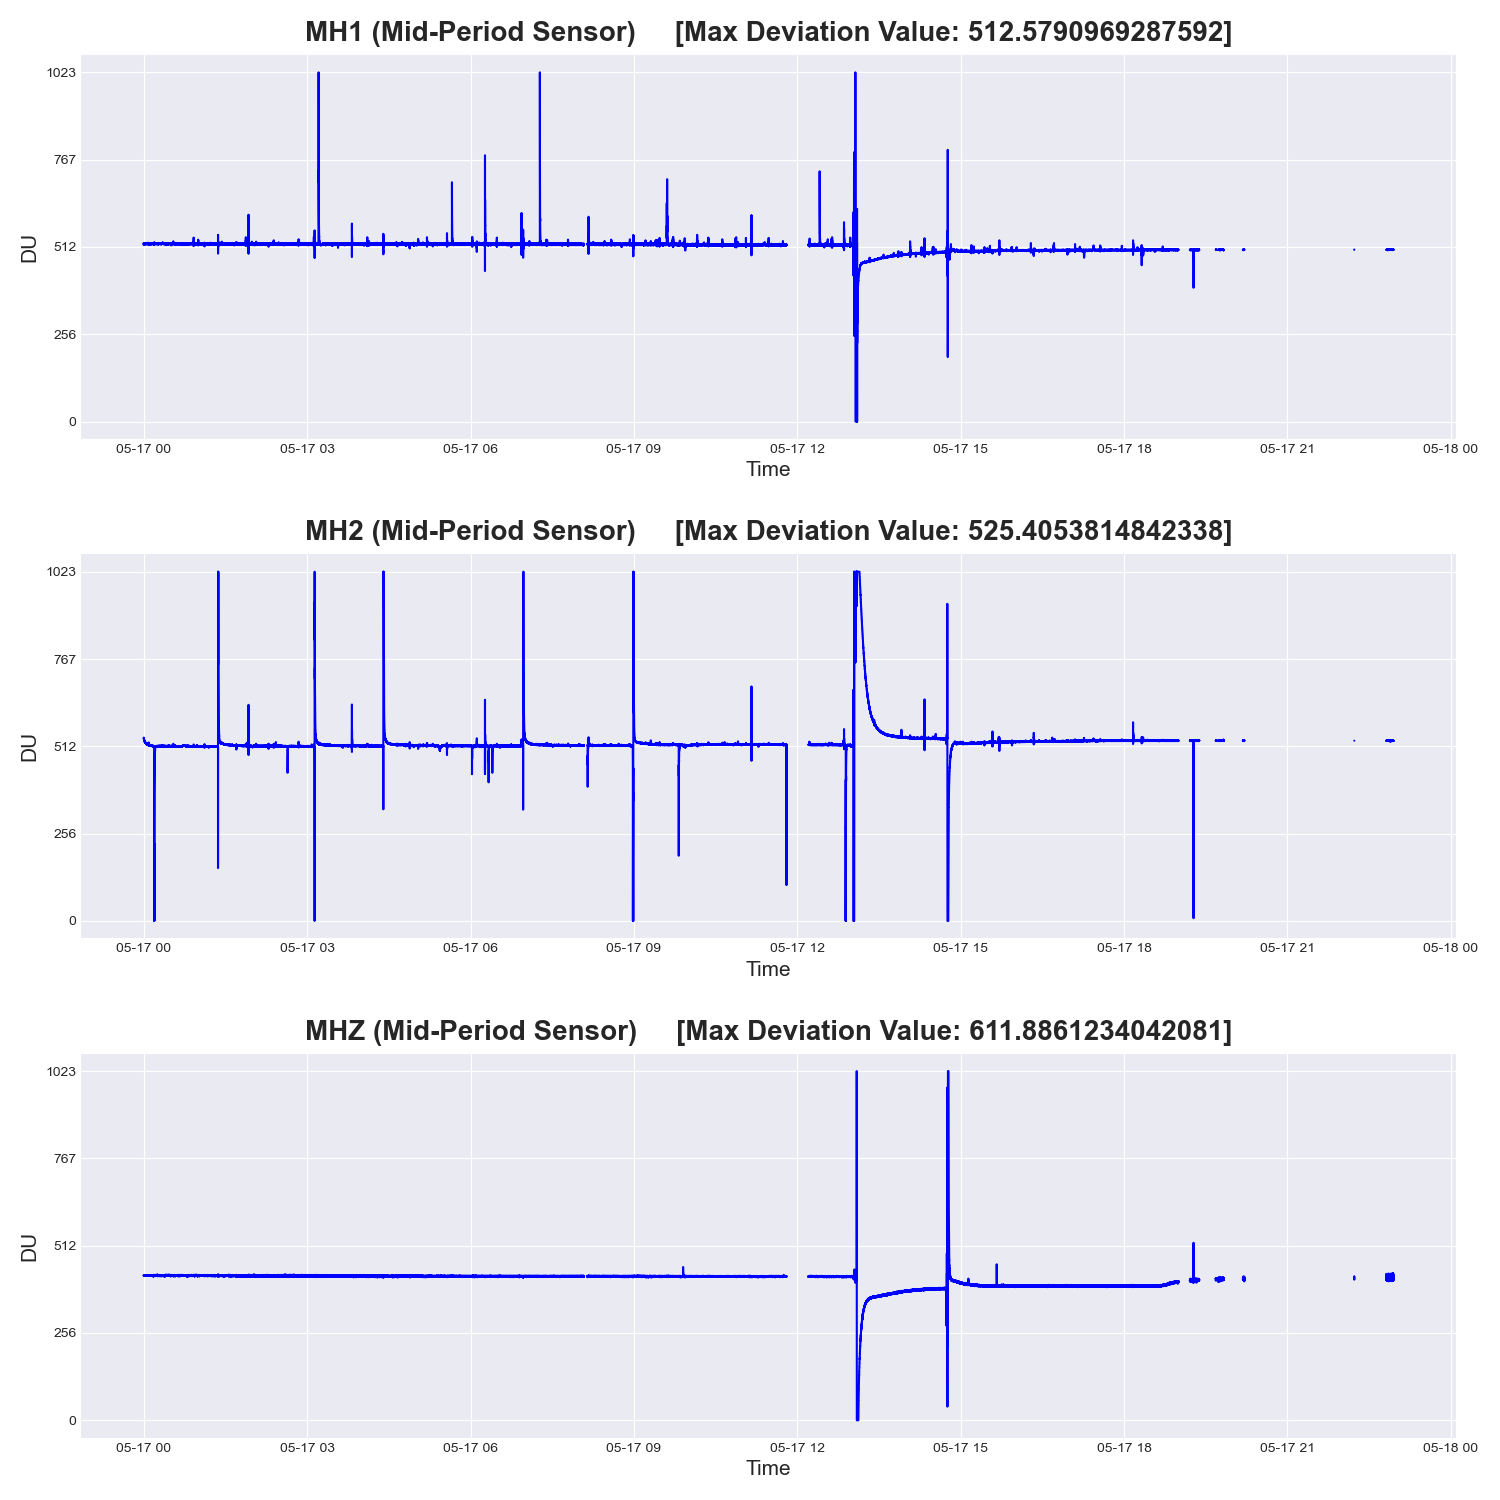 MH1 (Mid-Period Sensor) [Max Deviation Value: 512.5790969287592]
1023
767
512
256
0
DU
05-17 00 05-17 03 05-17 06 05-17 09 05-17 12 05-17 15 05-17 18 05-17 21 05-18 00
Time
MH2 (Mid-Period Sensor) [Max Deviation Value: 525.4053814842338]
1023
767
512
256
0
DU
05-17 00 05-17 03 05-17 06 05-17 09 05-17 12 05-17 15 05-17 18 05-17 21 05-18 00
Time
MHZ (Mid-Period Sensor) [Max Deviation Value: 611.8861234042081]
1023
767
512
256
0
DU
05-17 00 05-17 03 05-17 06 05-17 09 05-17 12 05-17 15 05-17 18 05-17 21 05-18 00
Time